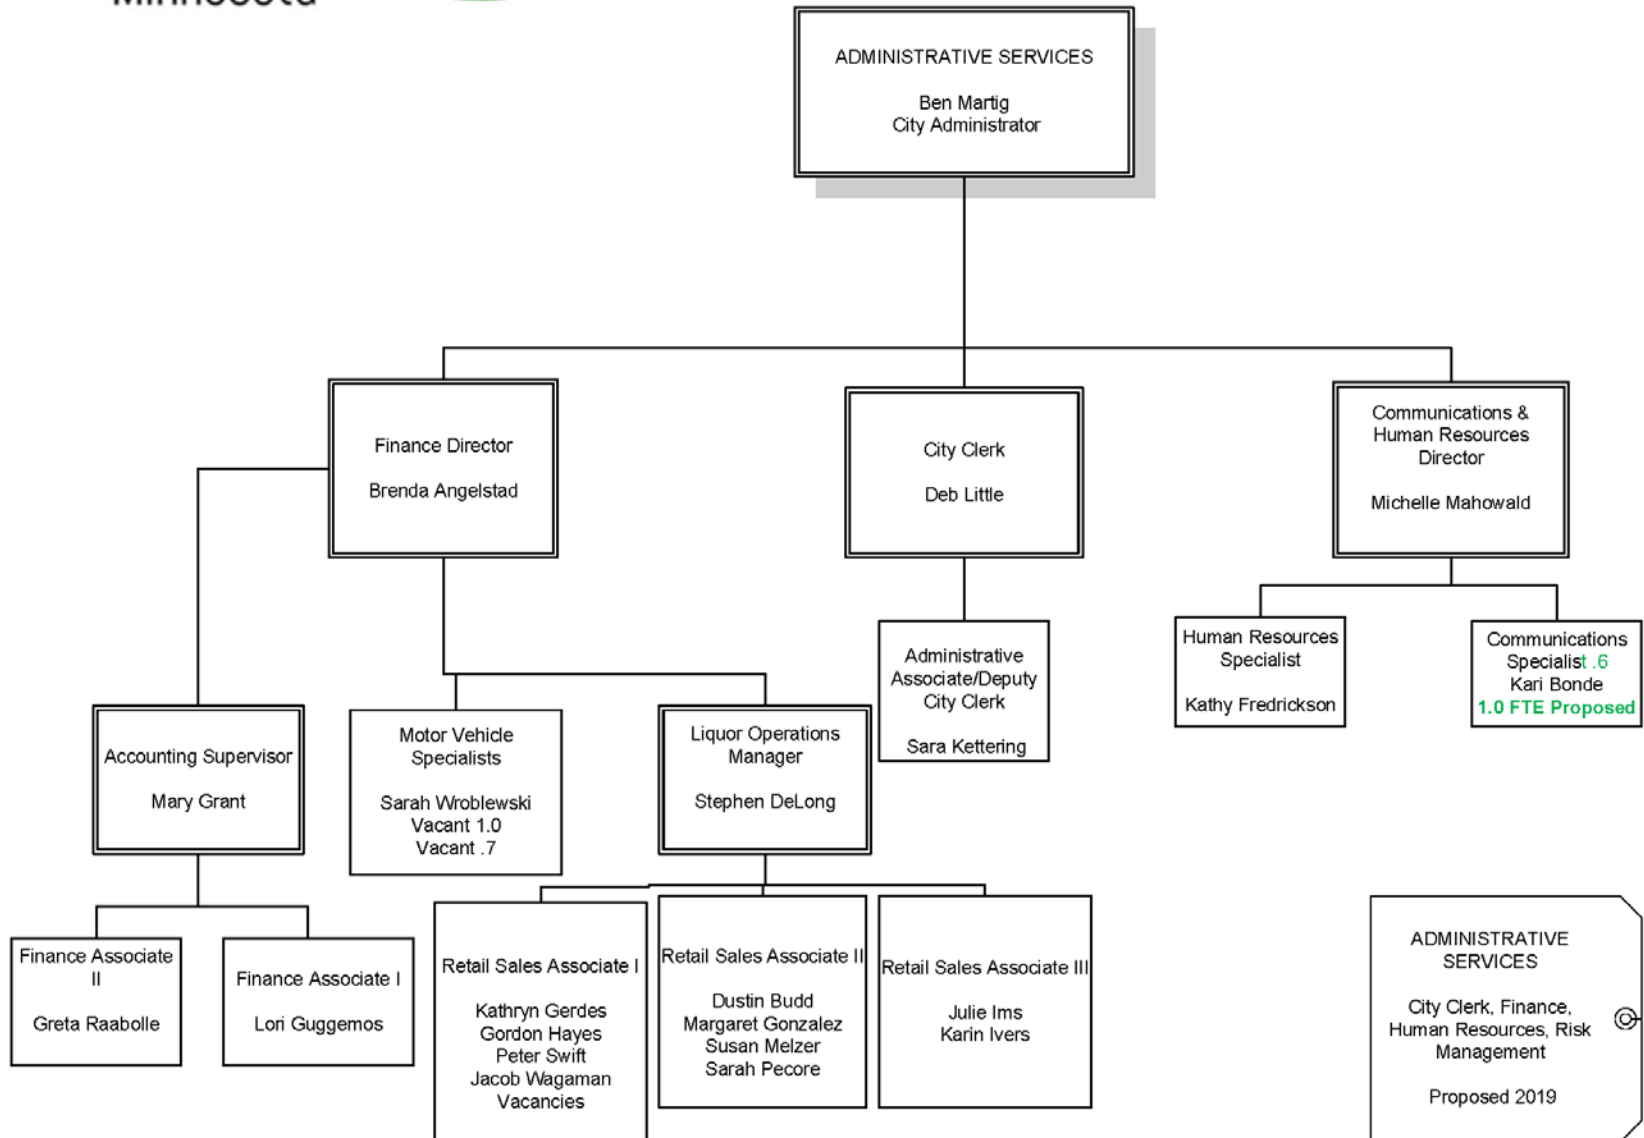 Minnesota
ADMINISTRATIVE SERVICES
Ben Martig
City Administrator
Finance Director
Brenda Angelstad
City Clerk
Deb Little
Communications &
Human Resources
Director
Michelle Mahowald
Administrative
Associate/Deputy
City Clerk
Sara Kettering
Human Resources
Specialist
Kathy Fredrickson
Communications
Specialist .6
Kari Bonde
1.0 FTE Proposed
Accounting Supervisor
Mary Grant
Motor Vehicle
Specialists
Sarah Wroblewski
Vacant 1.0
Vacant .7
Liquor Operations
Manager
Stephen DeLong
Finance Associate
II
Greta Raabolle
Finance Associate I
Lori Guggemos
Retail Sales Associate I
Kathryn Gerdes
Gordon Hayes
Peter Swift
Jacob Wagaman
Vacancies
Retail Sales Associate II
Dustin Budd
Margaret Gonzalez
Susan Melzer
Sarah Pecore
Retail Sales Associate III
Julie Ims
Karin Ivers
ADMINISTRATIVE
SERVICES
City Clerk, Finance,
Human Resources, Risk
Management
Proposed 2019